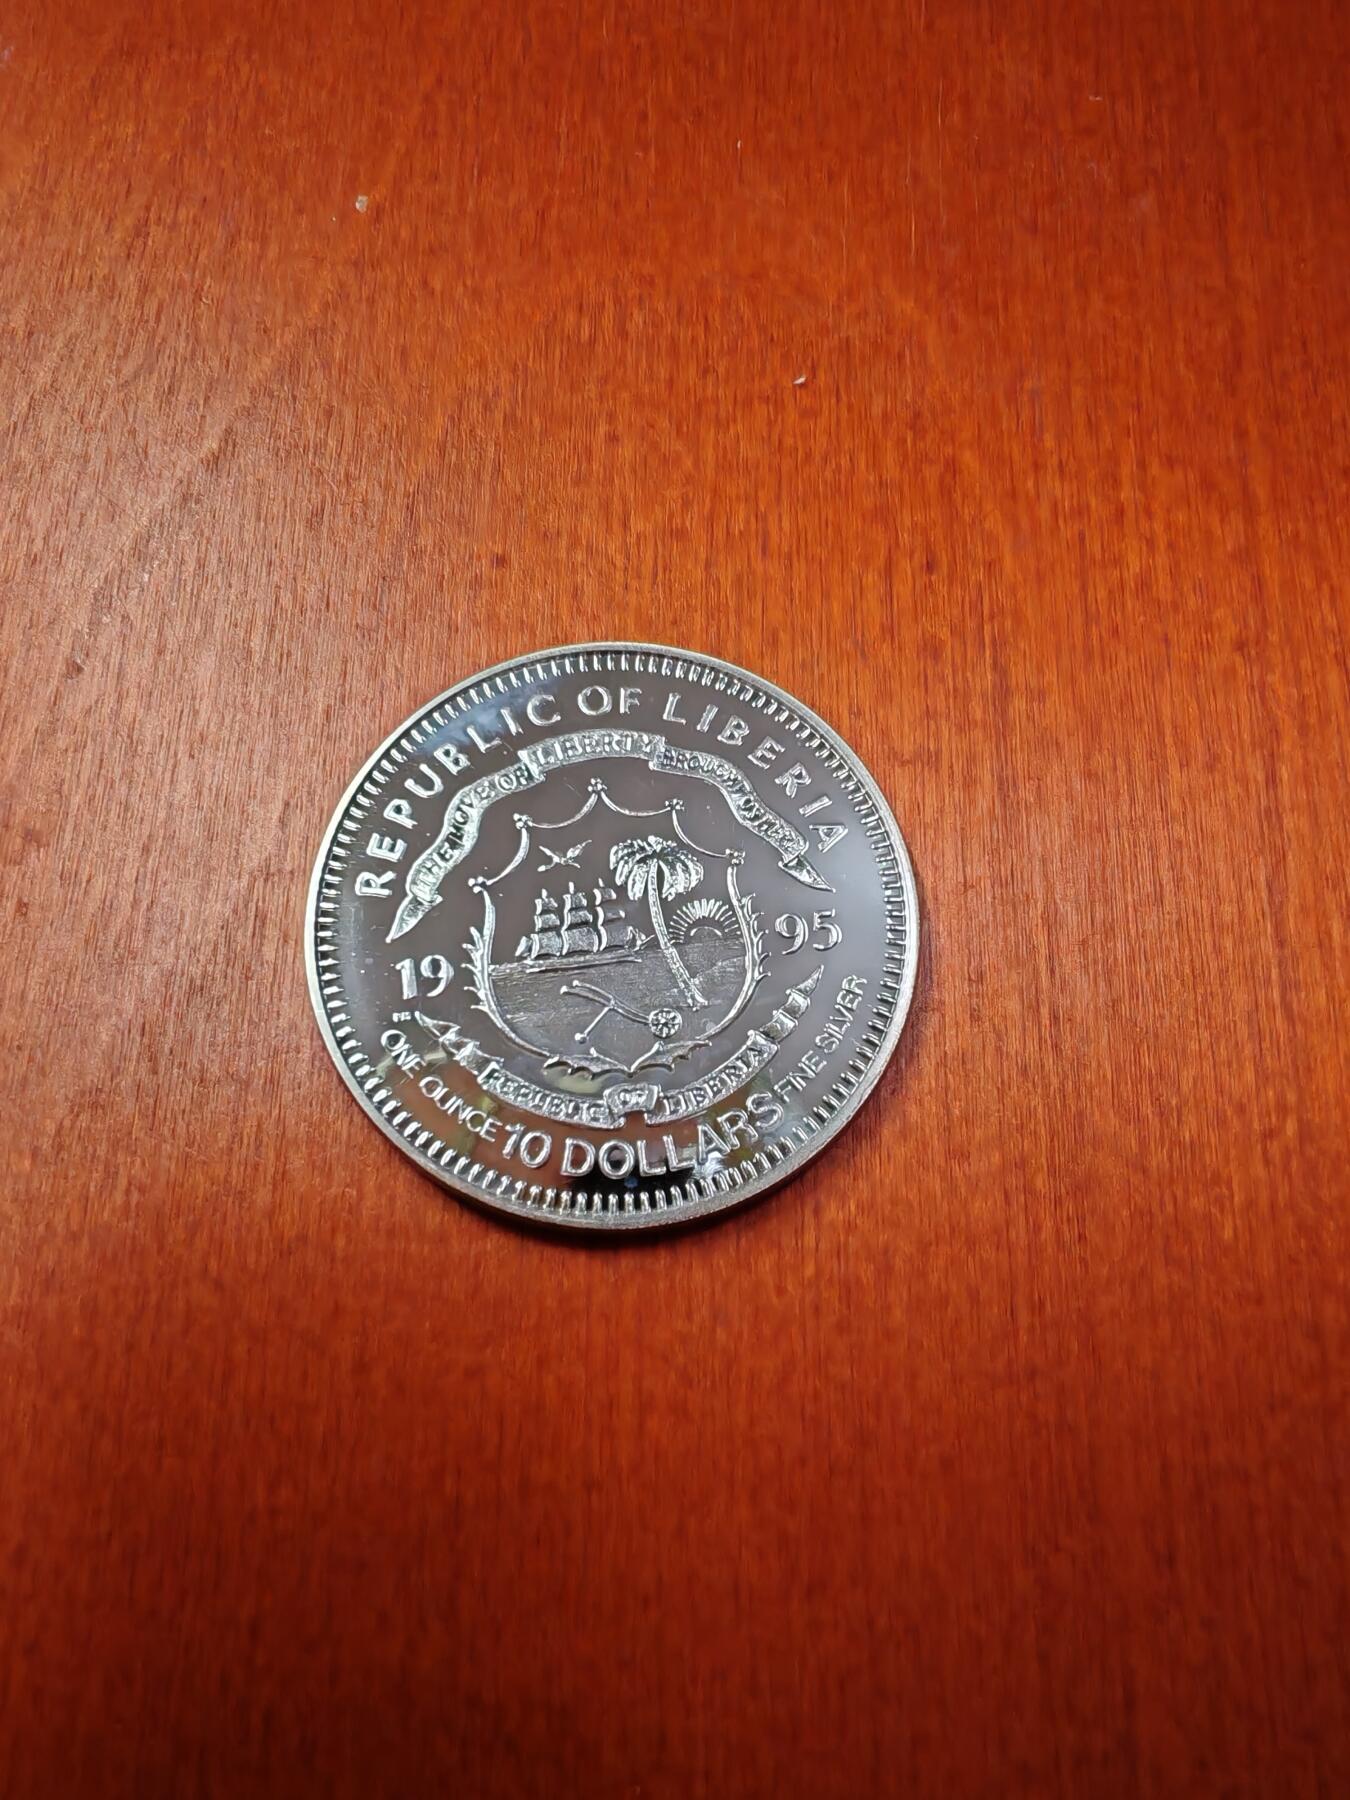 REPUBLIC OF LIBERIA
THE LOVE OF LIBERTY BROUGHT US HERE
19 95
REPUBLIC OF LIBERIA
ONE OUNCE 10 DOLLARS FINE SILVER